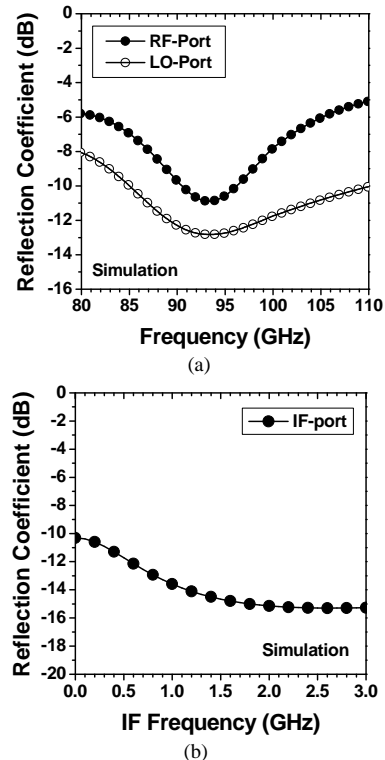 0
-2
-4
-6
-8
-10
-12
-14
-16
Reflection Coefficient (dB)
RF-Port
LO-Port
Simulation
80 85 90 95 100 105 110
Frequency (GHz)
(a)
0
-2
-4
-6
-8
-10
-12
-14
-16
-18
-20
Reflection Coefficient (dB)
IF-port
Simulation
0.0 0.5 1.0 1.5 2.0 2.5 3.0
IF Frequency (GHz)
(b)